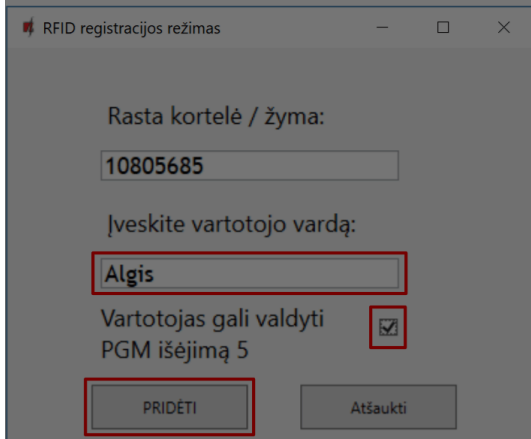 RFID registracijos režimas
Rasta kortelė / žyma:
10805685
Įveskite vartotojo vardą:
Algis
Vartotojas gali valdyti
PGM išėjimą 5
PRIDĖTI
Atšaukti